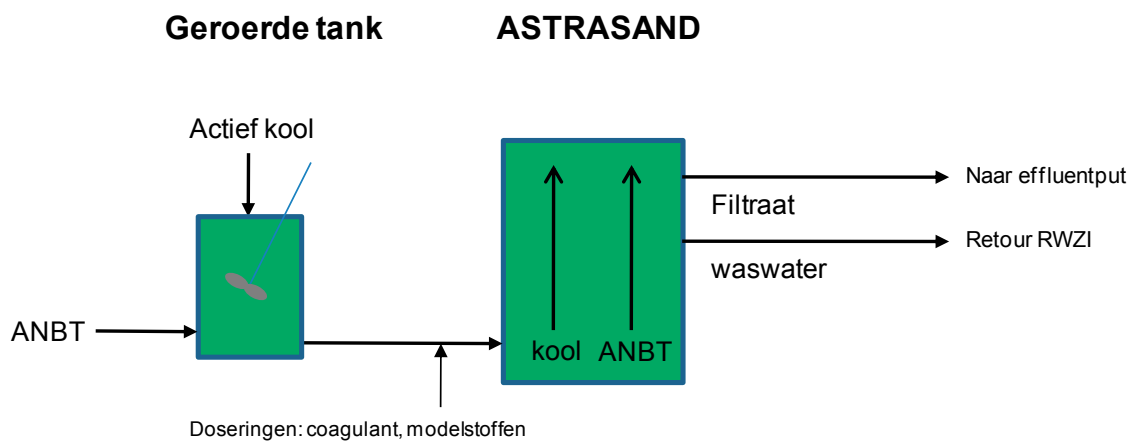 Geroerde tank
ASTRASAND
Actief kool
Naar effluentput
Filtraat
Retour RWZI
waswater
ANBT
kool
ANBT
Doseringen: coagulant, modelstoffen